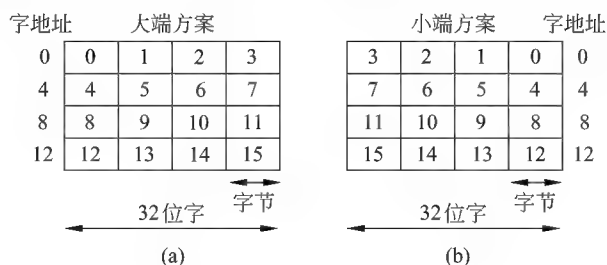 字地址 大端方案 小端方案 字地址
0 0 1 2 3 3 2 1 0 0
4 4 5 6 7 7 6 5 4 4
8 8 9 10 11 11 10 9 8 8
12 12 13 14 15 15 14 13 12 12
字节 字节
32位字 32位字
(a) (b)